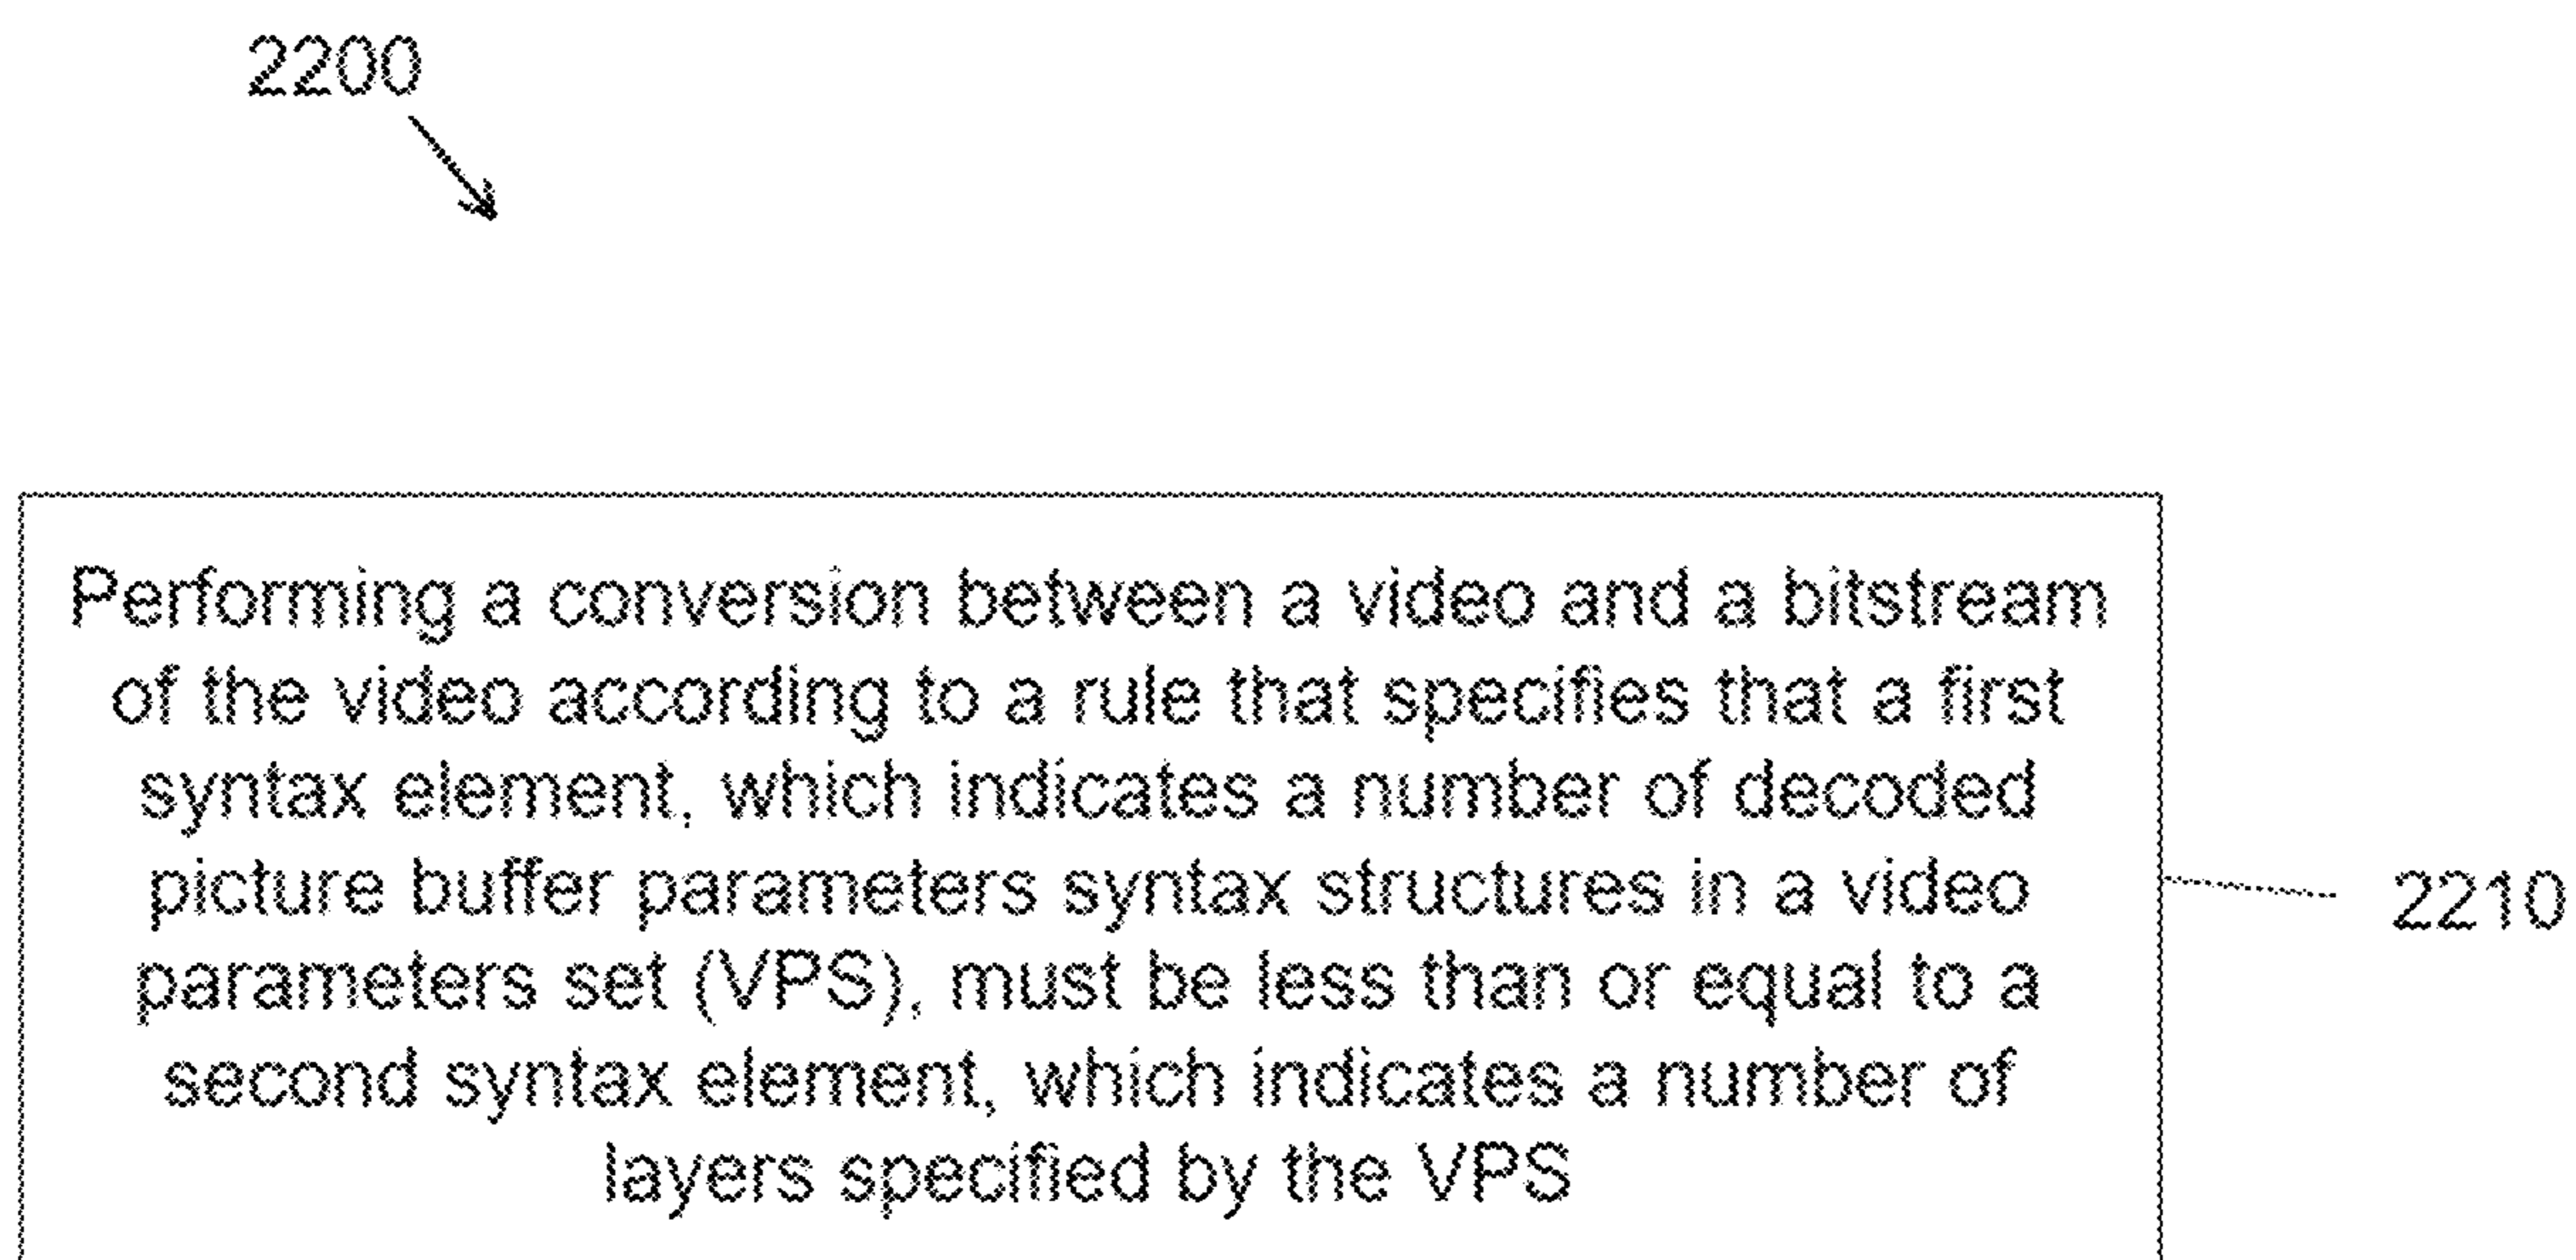 2200
Performing a conversion between a video and a bitstream
of the video according to a rule that specifies that a first
syntax element, which indicates a number of decoded
picture buffer parameters syntax structures in a video
parameters set (VPS), must be less than or equal to a
second syntax element, which indicates a number of
layers specified by the VPS
2210